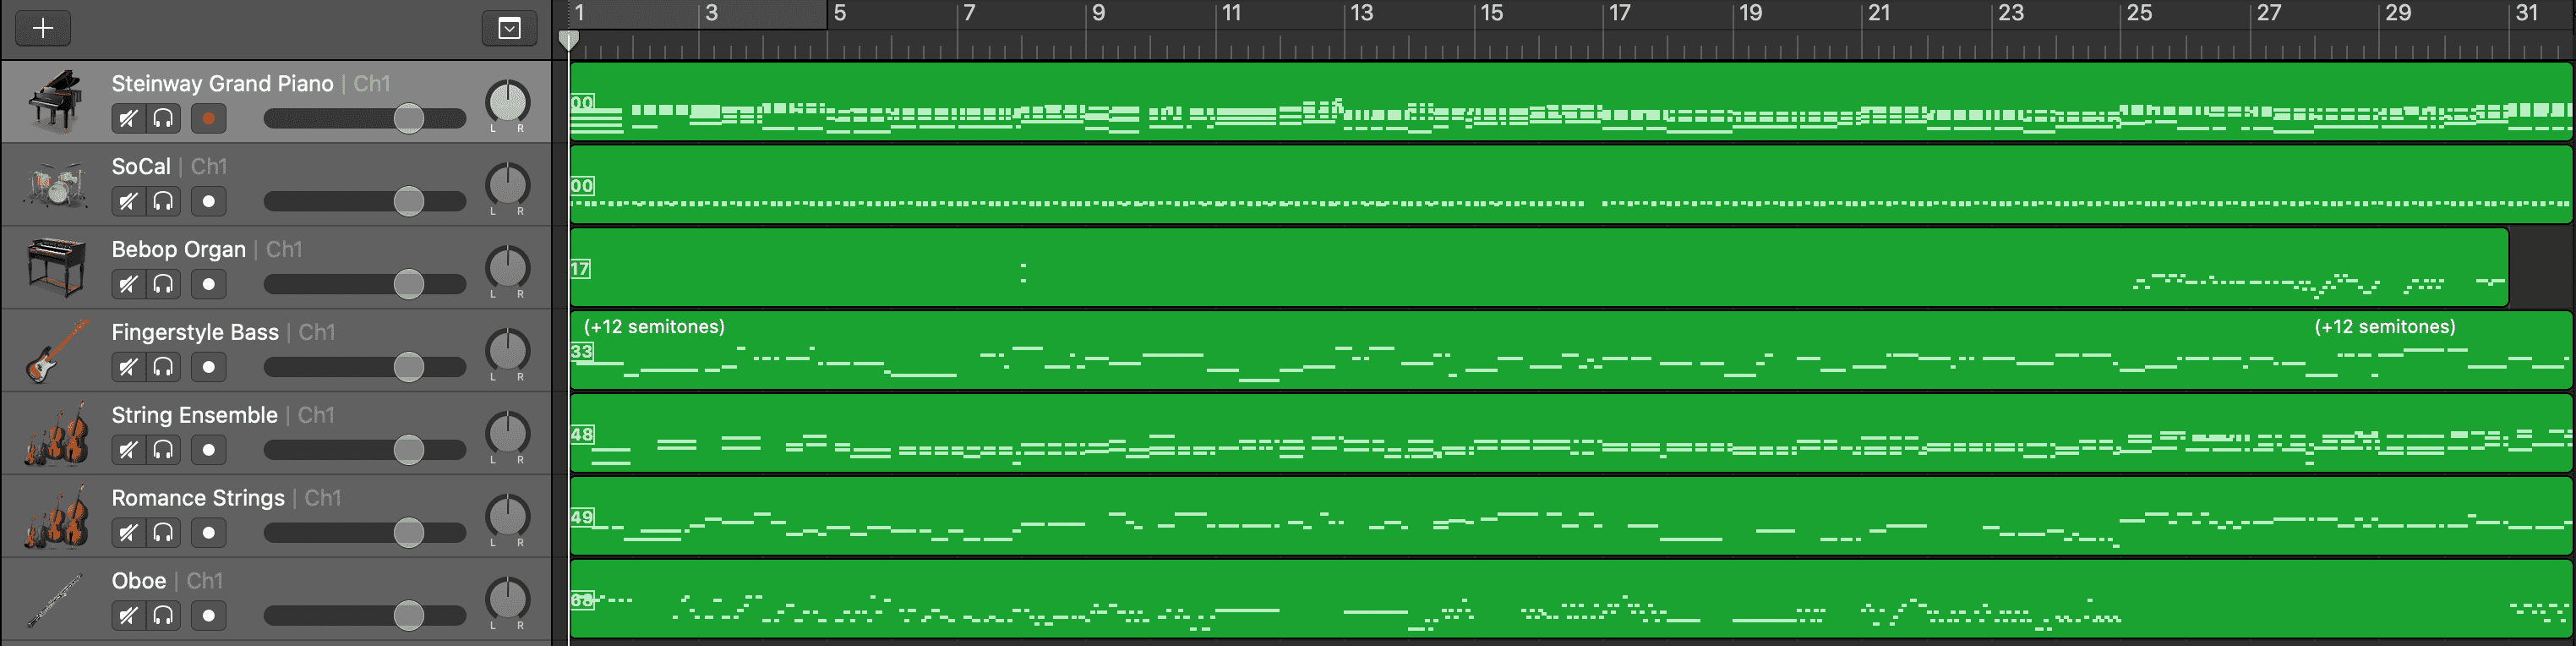 1 3 5 7 9 11 13 15 17 19 21 23 25 27 29 31
Steinway Grand Piano | Ch1
L R
00
SoCal | Ch1
L R
00
Bebop Organ | Ch1
L R
17
Fingerstyle Bass | Ch1
L R
(+12 semitones) (+12 semitones)
33
String Ensemble | Ch1
L R
48
Romance Strings | Ch1
L R
49
Oboe | Ch1
L R
68